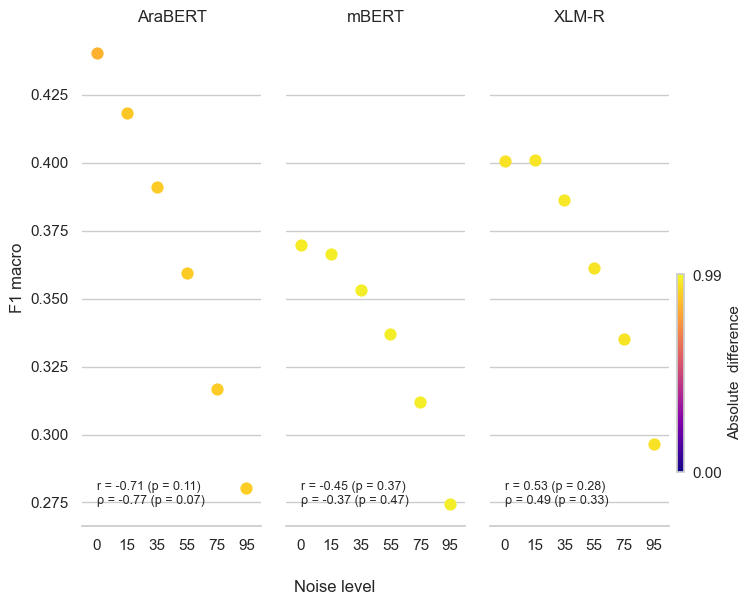 AraBERT
mBERT
XLM-R
F1 macro
0.425
0.400
0.375
0.350
0.325
0.300
0.275
r = -0.71 (p = 0.11)
ρ = -0.77 (p = 0.07)
r = -0.45 (p = 0.37)
ρ = -0.37 (p = 0.47)
r = 0.53 (p = 0.28)
ρ = 0.49 (p = 0.33)
0 15 35 55 75 95
0 15 35 55 75 95
0 15 35 55 75 95
Noise level
0.99
0.00
Absolute difference